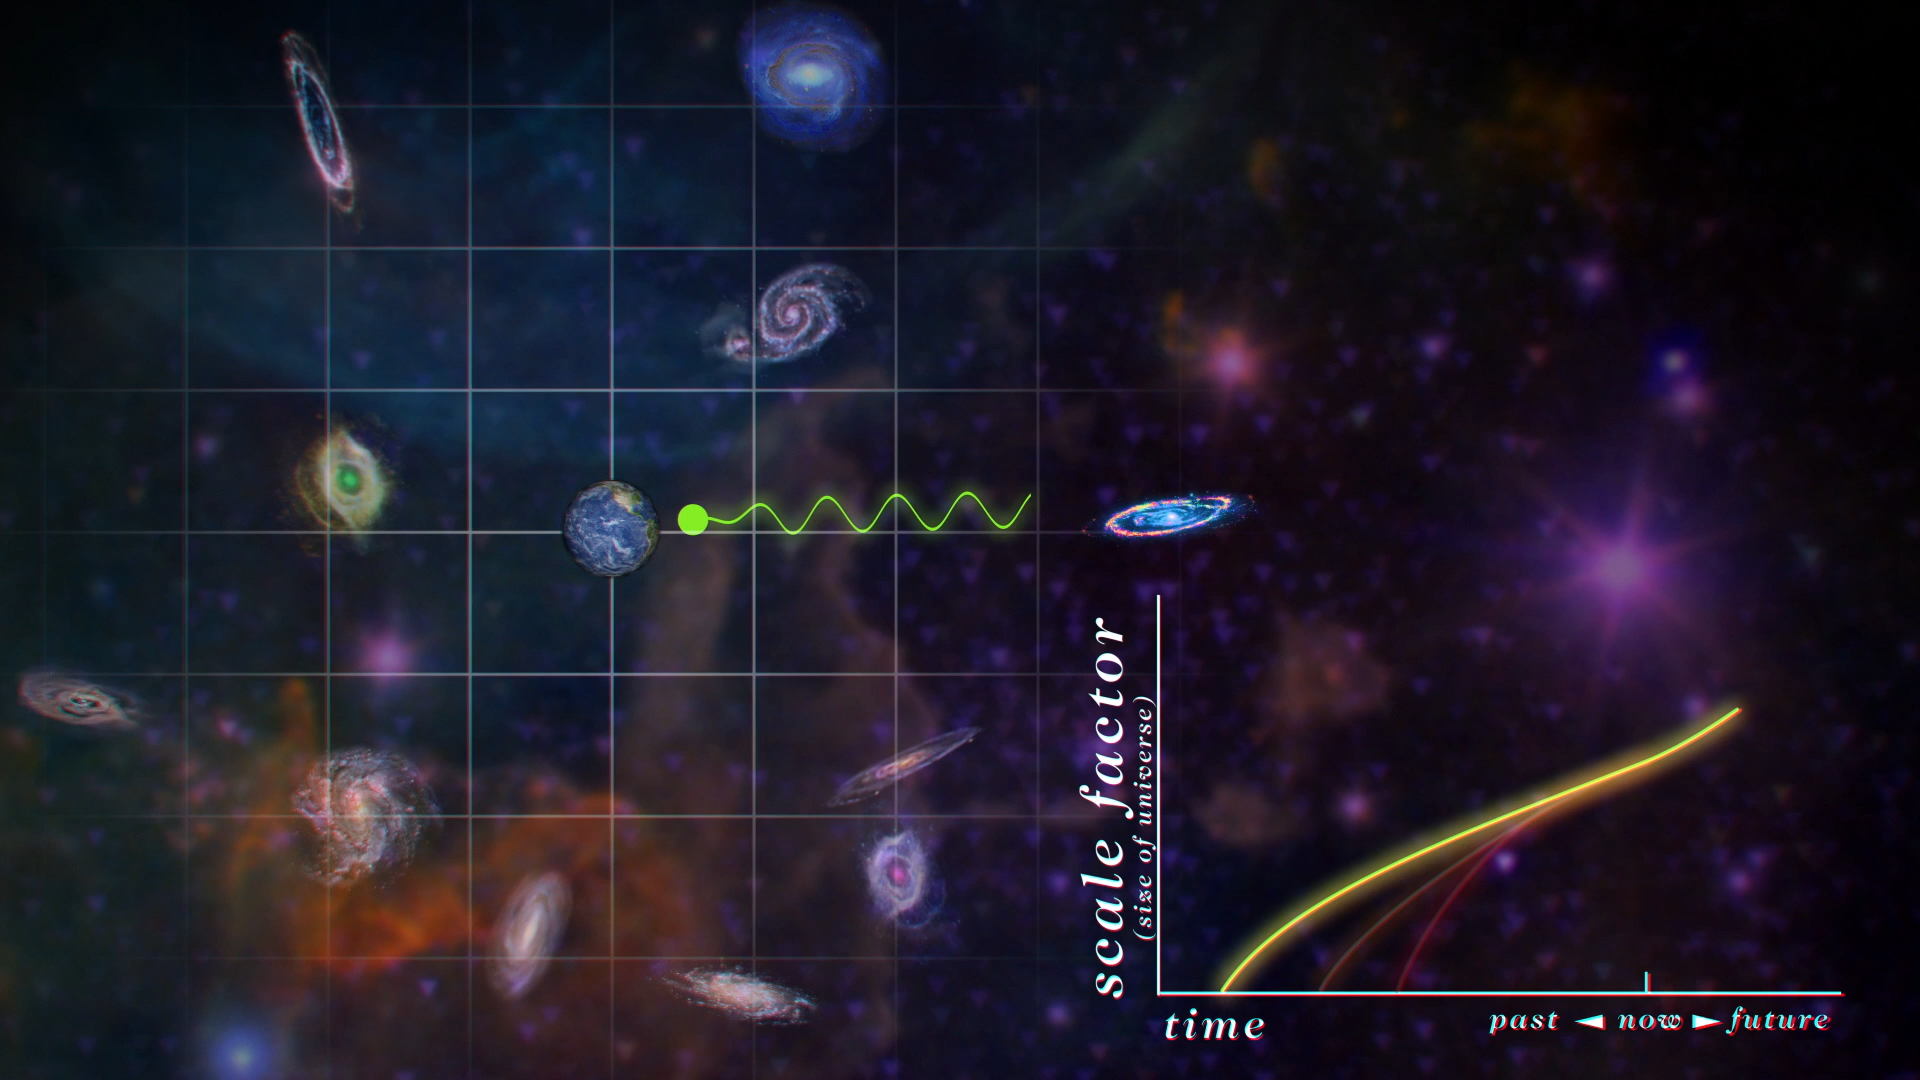 scale factor
(size of universe)
time
past ◄ now ► future